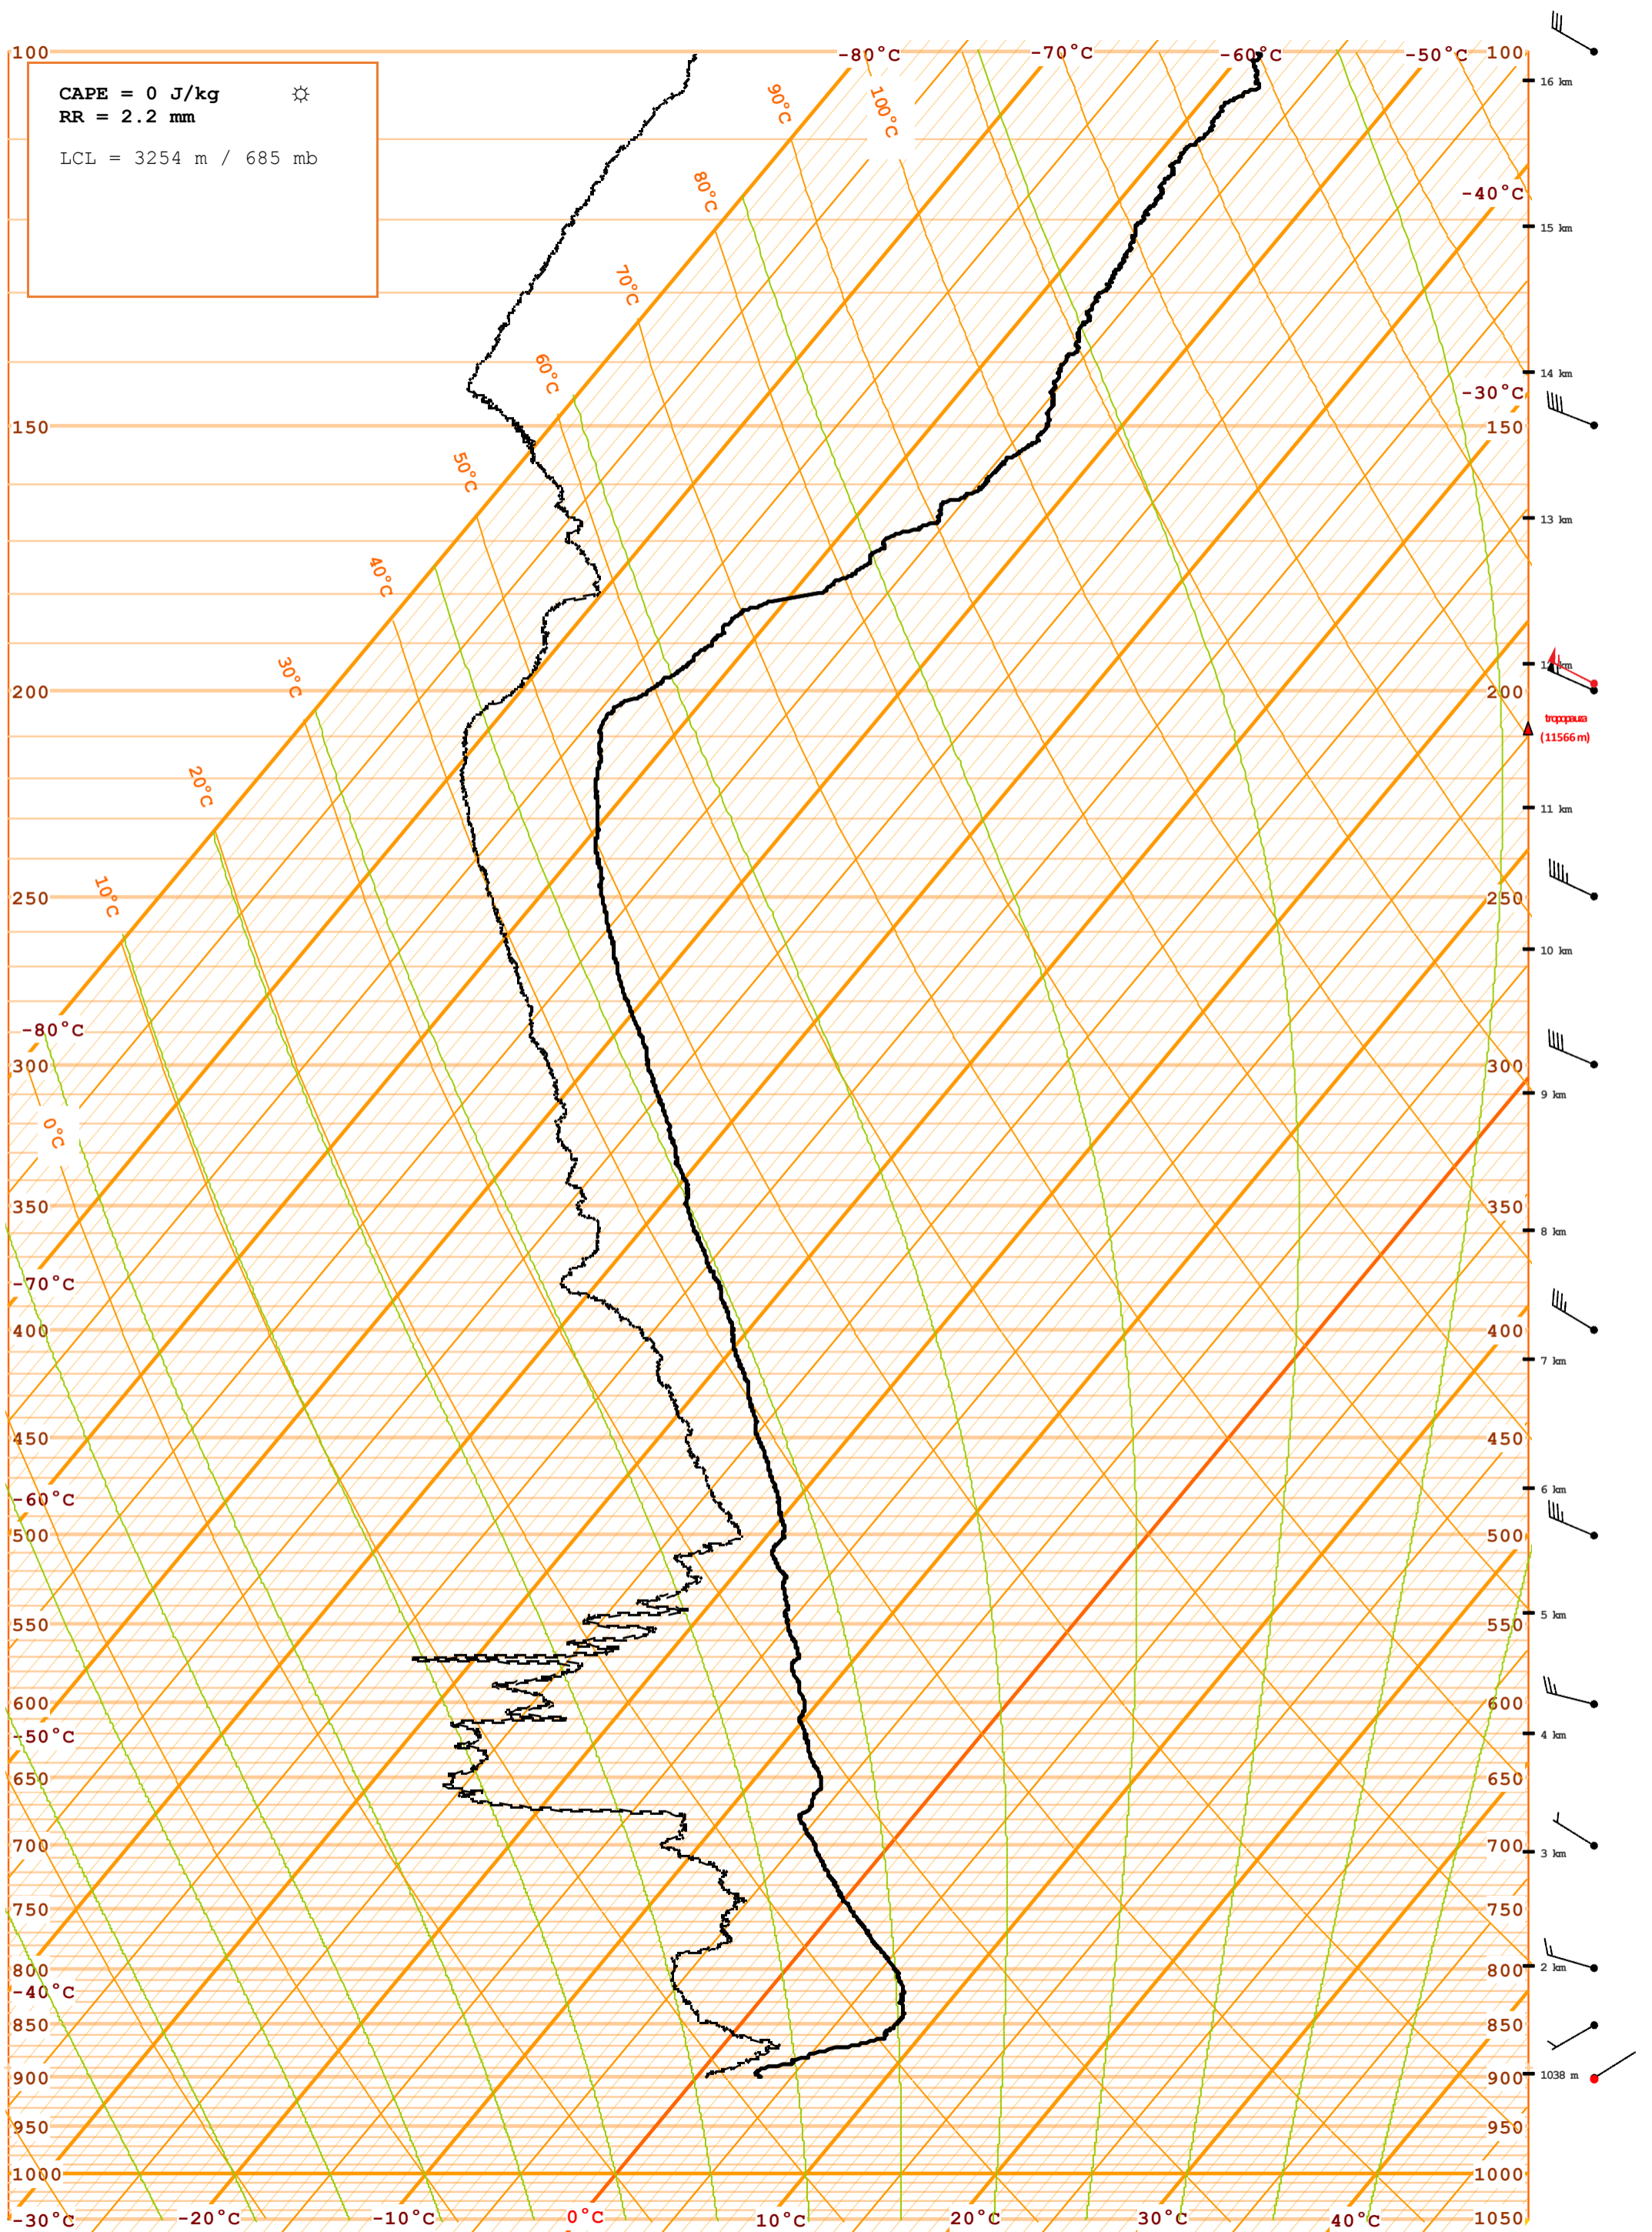 -80°C -70°C -60°C -50°C
100 100
16 km
CAPE = 0 J/kg ☼
RR = 2.2 mm
LCL = 3254 m / 685 mb
90°C 100°C
80°C
-40°C
15 km
70°C
60°C
14 km
-30°C
150 150
50°C
13 km
40°C
30°C
200 200
tropopauza
(11566 m)
20°C
11 km
10°C
250 250
10 km
-80°C
300 300
9 km
0°C
350 350
8 km
-70°C
400 400
7 km
450 450
6 km
-60°C
500 500
5 km
550 550
600 600
-50°C
4 km
650 650
700 700
3 km
750 750
800 800
2 km
-40°C
850 850
900 900
1038 m
950 950
1000 1000
-30°C -20°C -10°C 0°C 10°C 20°C 30°C 40°C 1050